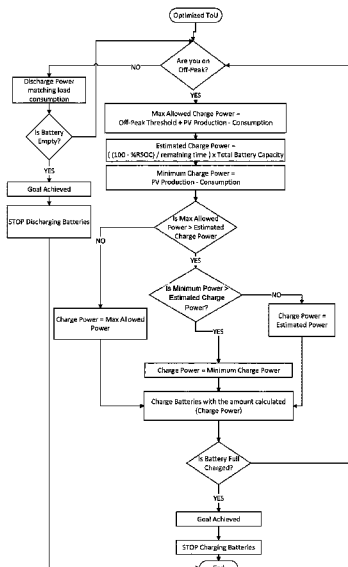 Optimized ToU
Are you on
Off-Peak?
NO
YES
Discharge Power
matching load
consumption
Is Battery
Empty?
YES
Goal Achieved
STOP Discharging Batteries
Max Allowed Charge Power =
Off-Peak Threshold + PV Production - Consumption
Estimated Charge Power =
( (100 - %RSOC) / remaining time ) x Total Battery Capacity
Minimum Charge Power =
PV Production - Consumption
Is Max Allowed
Power > Estimated
Charge Power
NO
YES
Is Minimum Power >
Estimated Charge
Power?
NO
YES
Charge Power = Max Allowed
Power
Charge Power =
Estimated Power
Charge Power = Minimum Charge Power
Charge Batteries with the amount calculated
(Charge Power)
Is Battery Full
Charged?
YES
Goal Achieved
STOP Charging Batteries